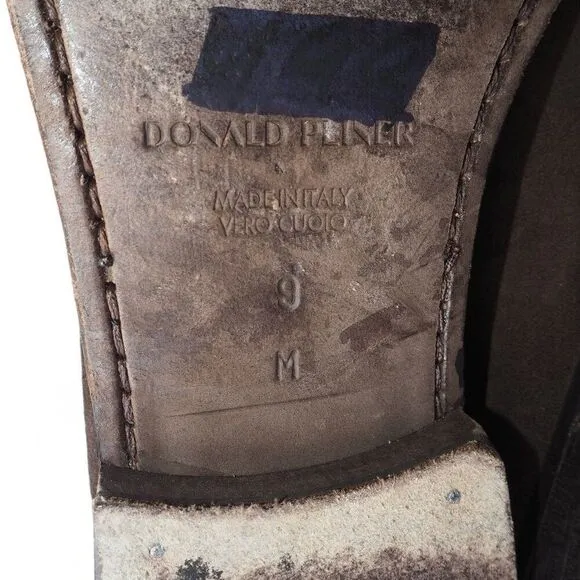 DONALD PLINER
MADE IN ITALY
VERO CUOIO
9
M